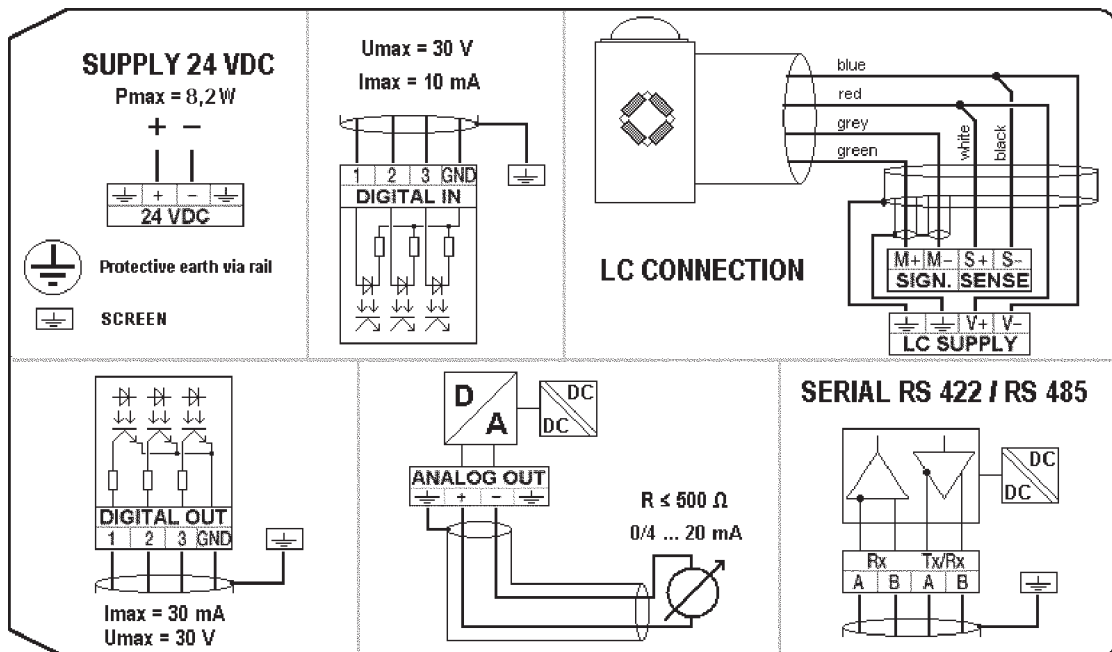 SUPPLY 24 VDC
Pmax = 8,2W
+ −
+ −
24 VDC
Protective earth via rail
SCREEN
Umax = 30 V
Imax = 10 mA
1 2 3 GND
DIGITAL IN
blue
red
grey
green
white
black
LC CONNECTION
M+ M− S+ S−
SIGN. SENSE
V+ V−
LC SUPPLY
DIGITAL OUT
1 2 3 GND
Imax = 30 mA
Umax = 30 V
D
A
DC
DC
ANALOG OUT
+ −
R ≤ 500 Ω
0/4 ... 20 mA
SERIAL RS 422 / RS 485
DC
DC
Rx Tx/Rx
A B A B